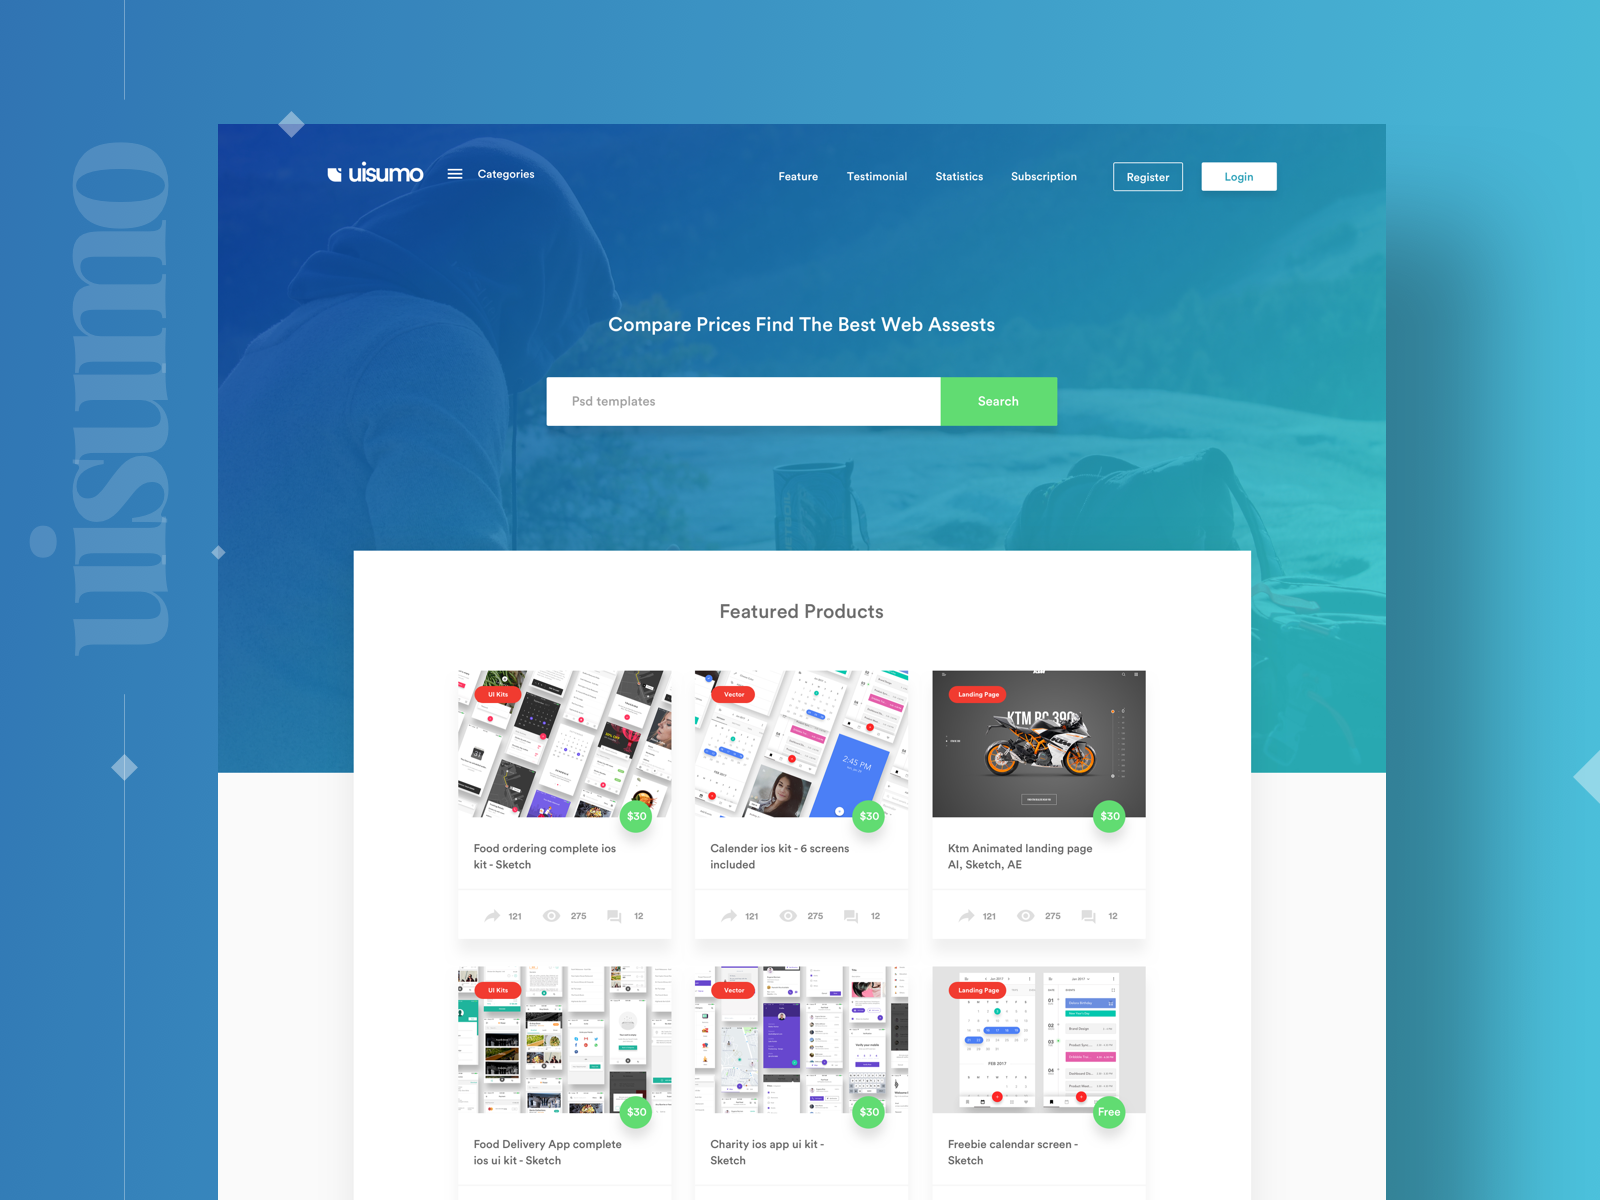 uisumo
uisumo
Categories
Feature
Testimonial
Statistics
Subscription
Register
Login
Compare Prices Find The Best Web Assests
Psd templates
Search
Featured Products
UI Kits
$30
Food ordering complete ios
kit - Sketch
121
275
12
Vector
2:45 PM
$30
Calender ios kit - 6 screens
included
121
275
12
Landing Page
KTM RC 390
$30
Ktm Animated landing page
AI, Sketch, AE
121
275
12
UI Kits
$30
Food Delivery App complete
ios ui kit - Sketch
Vector
$30
Charity ios app ui kit -
Sketch
Landing Page
FEB 2017
Free
Freebie calendar screen -
Sketch